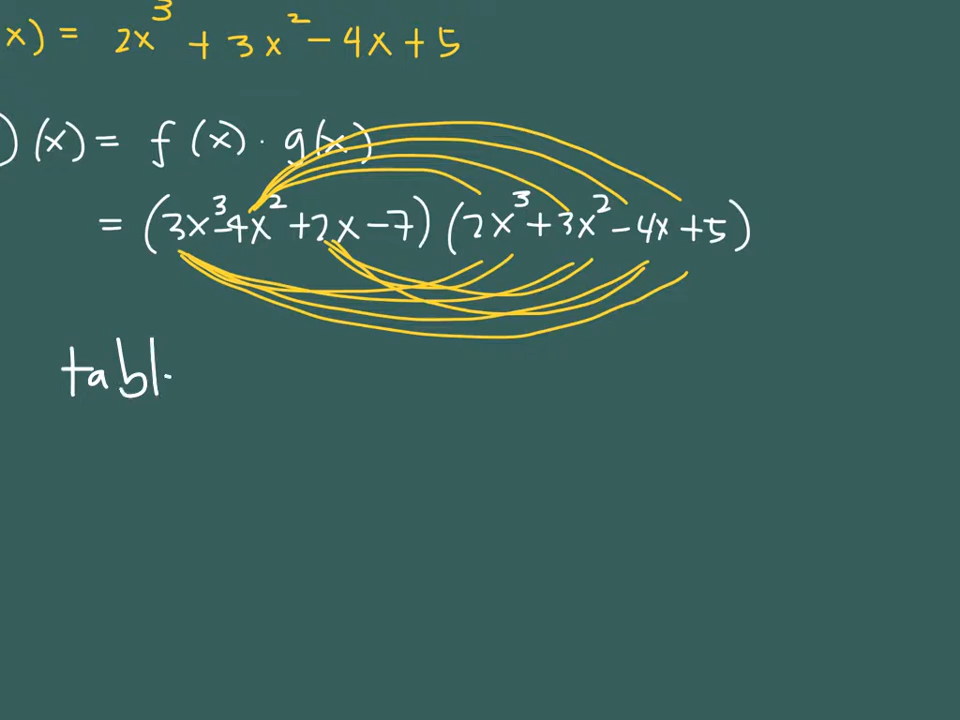 x) = 2x³ + 3x² - 4x + 5
) (x) = f (x) · g(x)
= (3x³-4x² + 2x - 7) (2x³ + 3x² - 4x + 5)
tabl